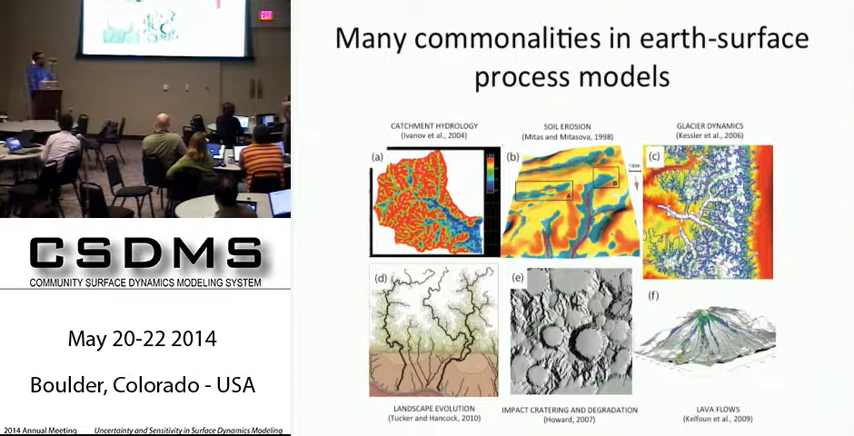 EXIT
Many commonalities in earth-surface
process models
CATCHMENT HYDROLOGY
(Ivanov et al., 2004)
SOIL EROSION
(Mitas and Mitasova, 1998)
GLACIER DYNAMICS
(Kessler et al., 2006)
(a)
(b)
(c)
A
B
(d)
(e)
(f)
LANDSCAPE EVOLUTION
(Tucker and Hancock, 2010)
IMPACT CRATERING AND DEGRADATION
(Howard, 2007)
LAVA FLOWS
(Kelfoun et al., 2009)
CSDMS
COMMUNITY SURFACE DYNAMICS MODELING SYSTEM
May 20-22 2014
Boulder, Colorado - USA
2014 Annual Meeting
Uncertainty and Sensitivity in Surface Dynamics Modeling